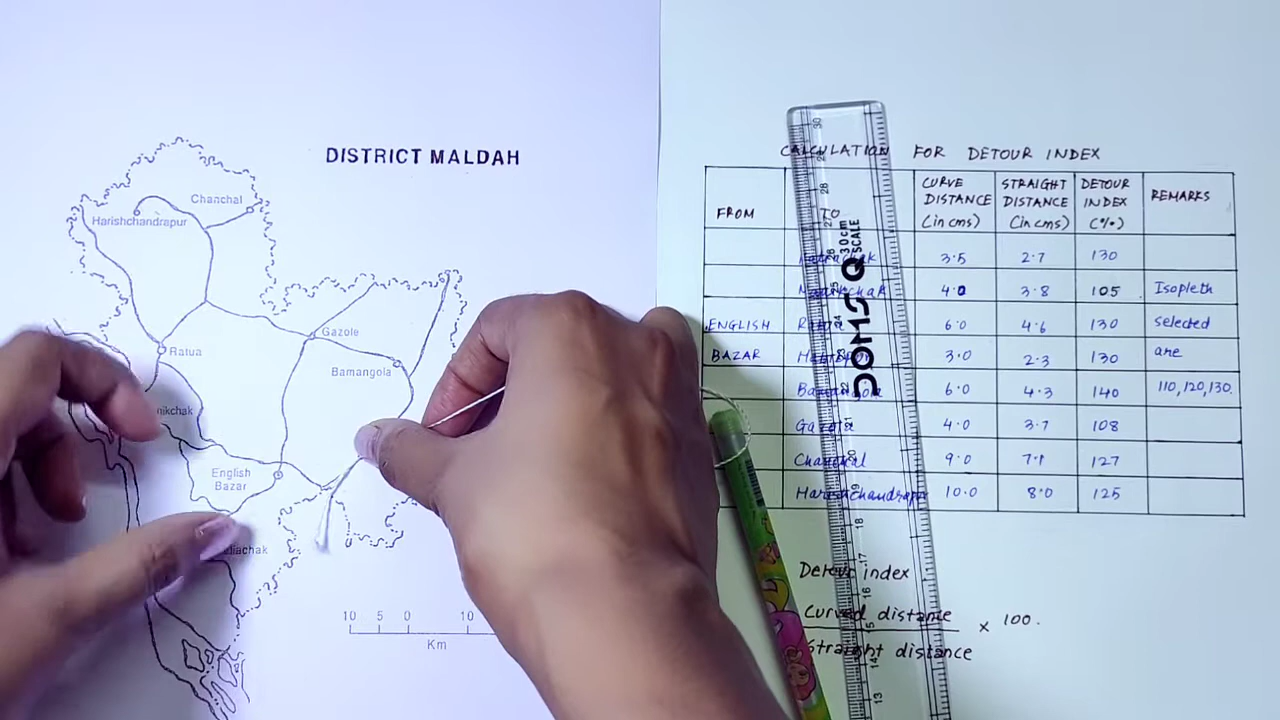 DISTRICT MALDAH
Chanchal
Harishchandrapur
Gazole
Ratua
Bamangola
English
Bazar
10 5 0 10
Km
CALCULATION FOR DETOUR INDEX
FROM TO CURVE DISTANCE (in cms) STRAIGHT DISTANCE (in cms) DETOUR INDEX (%) REMARKS
3.5 2.7 130
4.0 3.8 105 Isopleth
ENGLISH 6.0 4.6 130 selected
BAZAR 3.0 2.3 130 are
6.0 4.3 140 110, 120, 130.
4.0 3.7 108
Chanchal 9.0 7.1 127
Harishchandrapur 10.0 8.0 125
Detour index
Curved distance
× 100.
Straight distance
DOMS Q 30cm SCALE